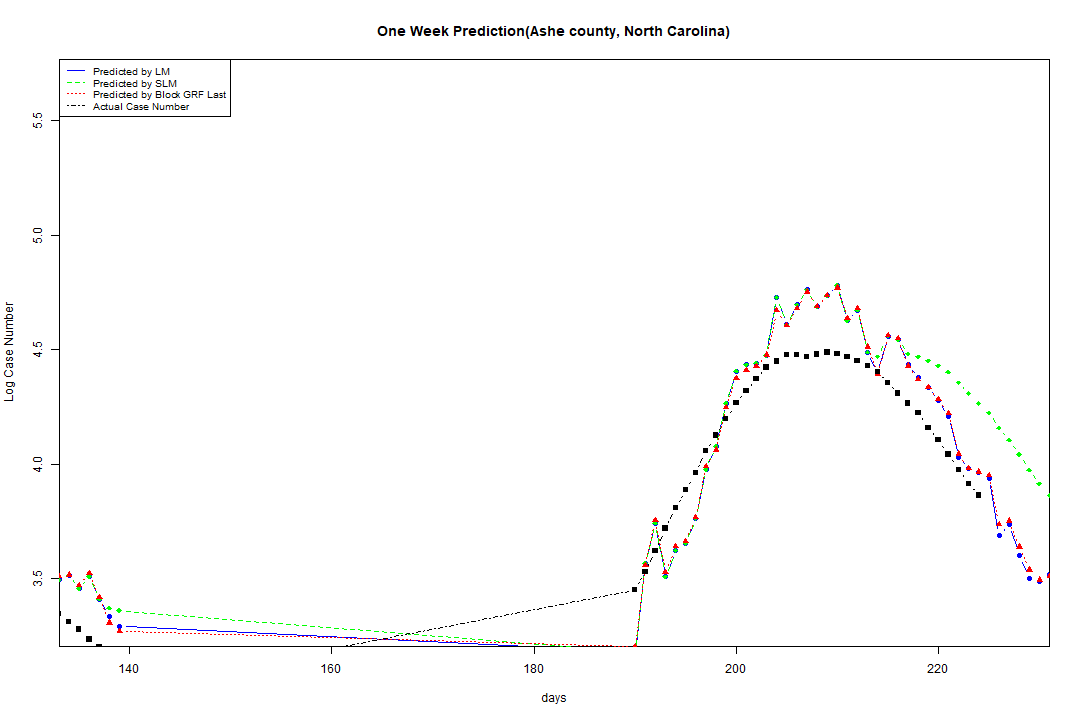 One Week Prediction(Ashe county, North Carolina)
Predicted by LM
Predicted by SLM
Predicted by Block GRF Last
Actual Case Number
5.5
5.0
4.5
4.0
3.5
Log Case Number
140 160 180 200 220
days